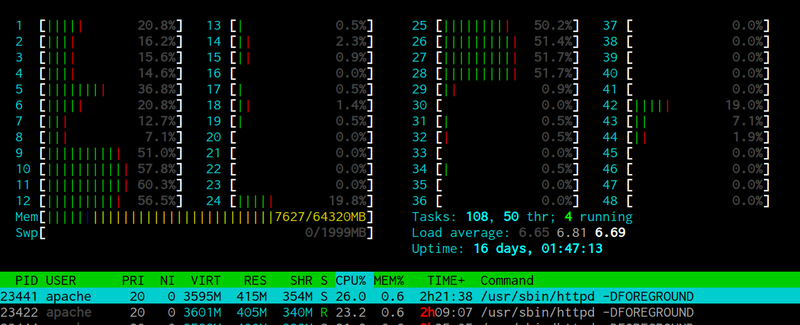 1 [|||| 20.8%] 13 [| 0.5%] 25 [|||||||||| 50.2%] 37 [ 0.0%]
2 [|||| 16.2%] 14 [|| 2.3%] 26 [||||||||||| 51.4%] 38 [ 0.0%]
3 [|||| 15.6%] 15 [|| 0.9%] 27 [||||||||||| 51.7%] 39 [ 0.0%]
4 [|||| 14.6%] 16 [ 0.0%] 28 [||||||||||| 51.7%] 40 [ 0.0%]
5 [||||||||| 36.8%] 17 [| 0.5%] 29 [|| 0.9%] 41 [ 0.0%]
6 [||||| 20.8%] 18 [|| 1.4%] 30 [ 0.0%] 42 [||||| 19.0%]
7 [||| 12.7%] 19 [| 0.5%] 31 [ 0.0%] 43 [|| 7.1%]
8 [||| 7.1%] 20 [ 0.0%] 32 [| 0.5%] 44 [|| 1.9%]
9 [||||||||||| 51.0%] 21 [ 0.0%] 33 [ 0.0%] 45 [ 0.0%]
10 [|||||||||||| 57.8%] 22 [ 0.0%] 34 [| 0.5%] 46 [ 0.0%]
11 [|||||||||||| 60.3%] 23 [ 0.0%] 35 [ 0.0%] 47 [ 0.0%]
12 [|||||||||||| 56.5%] 24 [||||| 19.8%] 36 [ 0.0%] 48 [ 0.0%]
Mem[||||||||||||||||||||||||||||||||||||7627/64320MB] Tasks: 108, 50 thr; 4 running
Swp[ 0/1999MB] Load average: 6.65 6.81 6.69
Uptime: 16 days, 01:47:13
PID USER PRI NI VIRT RES SHR S CPU% MEM% TIME+ Command
23441 apache 20 0 3595M 415M 354M S 26.0 0.6 2h21:38 /usr/sbin/httpd -DFOREGROUND
23422 apache 20 0 3601M 405M 340M R 23.2 0.6 2h09:07 /usr/sbin/httpd -DFOREGROUND